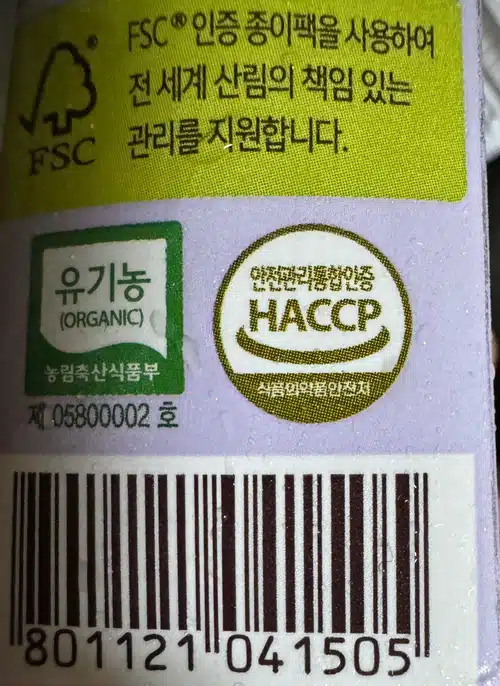 FSC® 인증 종이팩을 사용하여
전 세계 산림의 책임 있는
관리를 지원합니다.
®
FSC
유기농
(ORGANIC)
농림축산식품부
제 05800002 호
안전관리통합인증
HACCP
식품의약품안전처
801121 041505